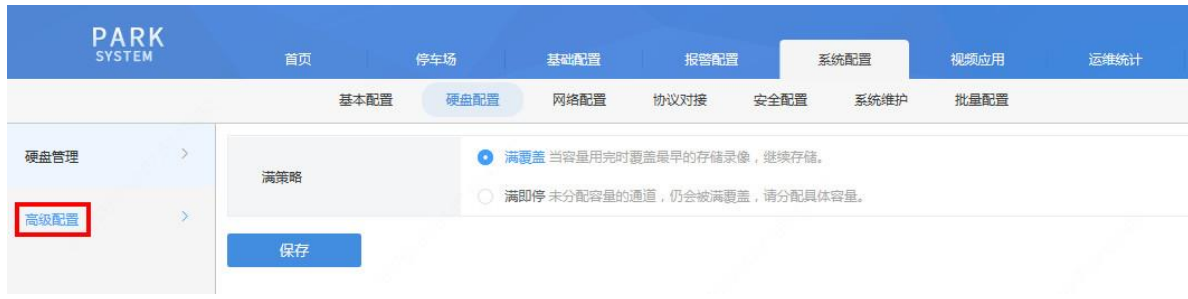 PARK
SYSTEM
首页 停车场 基础配置 报警配置 系统配置 视频应用 运维统计
基本配置 硬盘配置 网络配置 协议对接 安全配置 系统维护 批量配置
硬盘管理
高级配置
满策略
满覆盖 当容量用完时覆盖最早的存储录像，继续存储。
满即停 未分配容量的通道，仍会被满覆盖，请分配具体容量。
保存